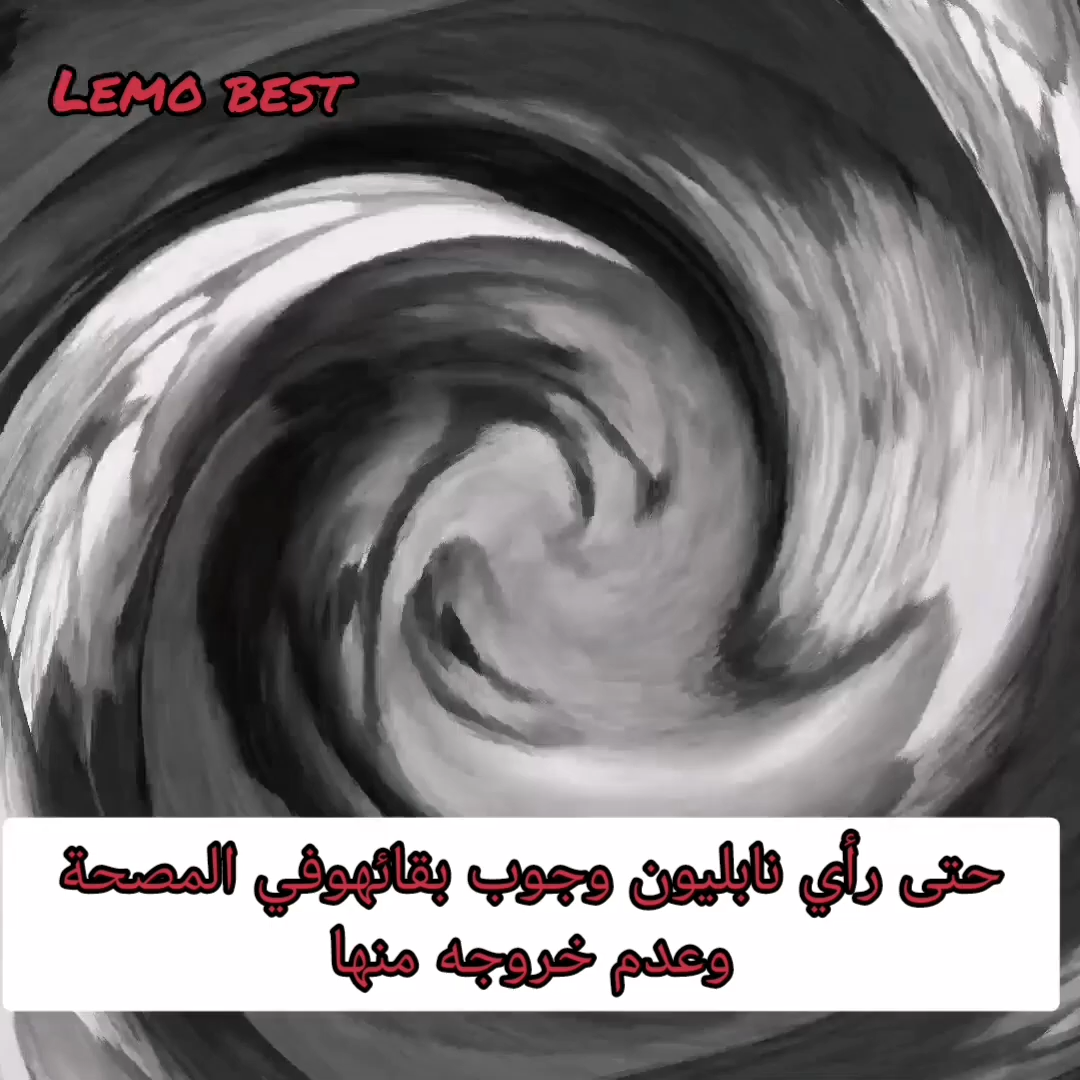 LEMO BEST
حتى رأي نابليون وجوب بقائهوفي المصحة
وعدم خروجه منها